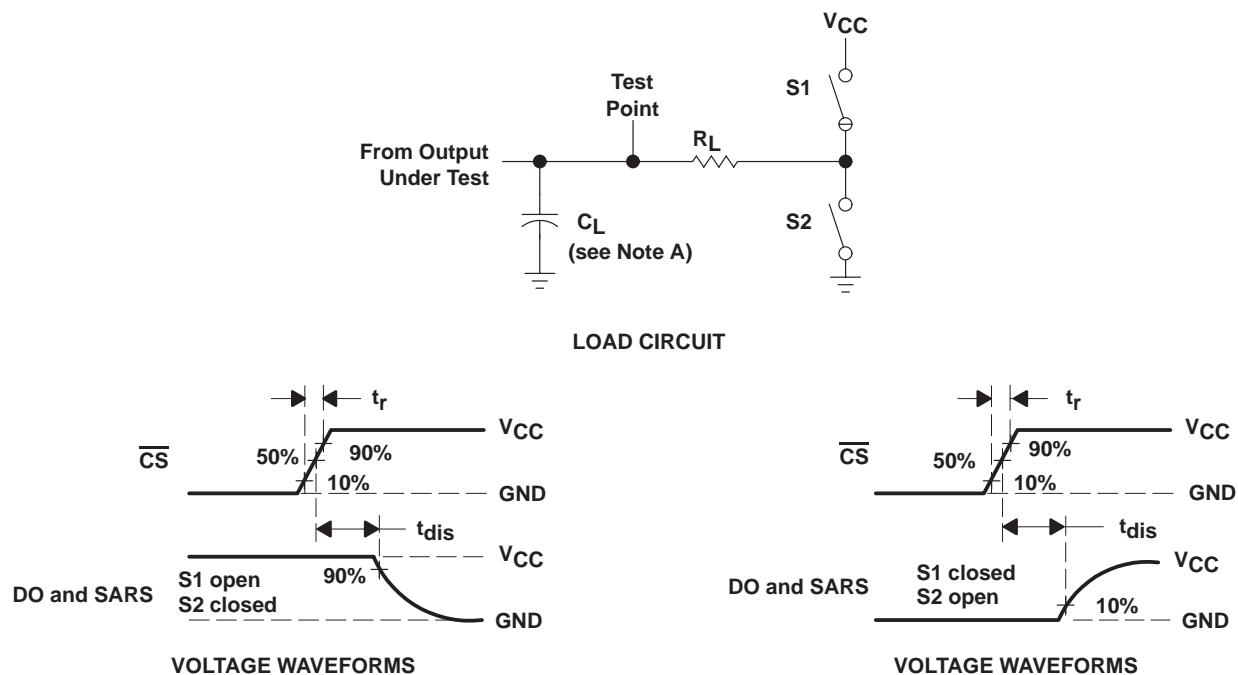 VCC
S1
Test
Point
RL
From Output
Under Test
CL
(see Note A)
S2
LOAD CIRCUIT
tr
VCC
CS
50%
90%
10%
GND
tdis
VCC
DO and SARS
S1 open
S2 closed
90%
GND
VOLTAGE WAVEFORMS
tr
VCC
CS
50%
90%
10%
GND
tdis
VCC
DO and SARS
S1 closed
S2 open
10%
GND
VOLTAGE WAVEFORMS